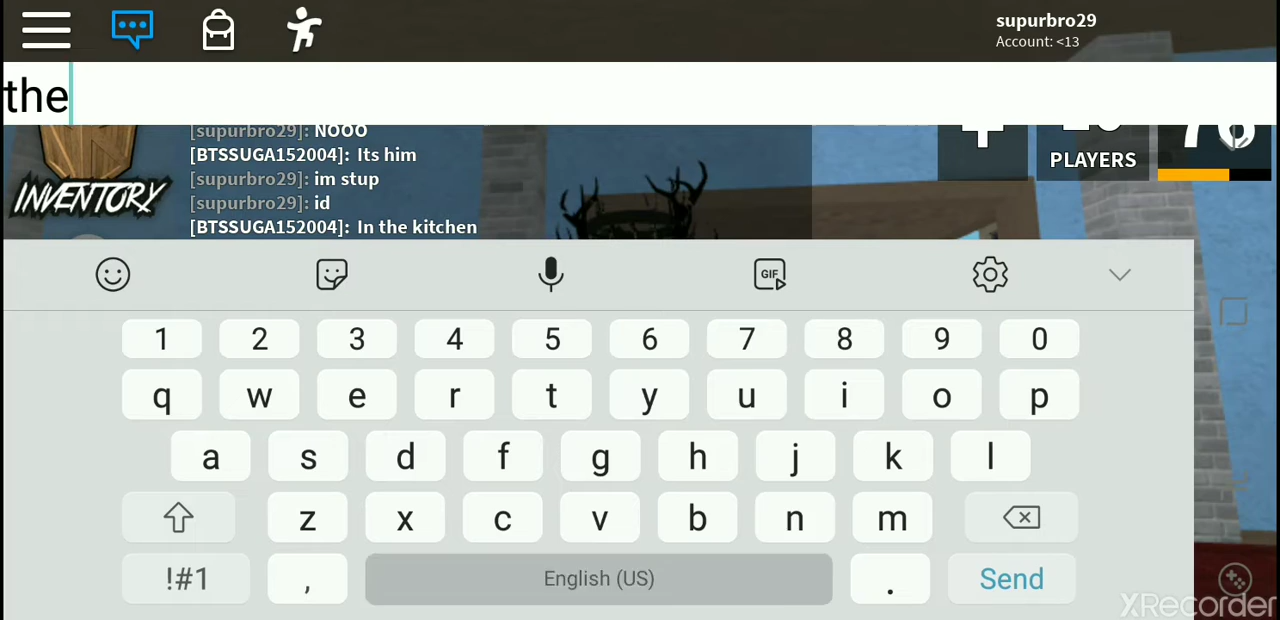 supurbro29
Account: <13
the
[supurbro29]: NOOO
[BTSSUGA152004]: Its him
[supurbro29]: im stup
[supurbro29]: id
[BTSSUGA152004]: In the kitchen
INVENTORY
PLAYERS
GIF
1 2 3 4 5 6 7 8 9 0
q w e r t y u i o p
a s d f g h j k l
z x c v b n m
!#1 , English (US) . Send
XRecorder